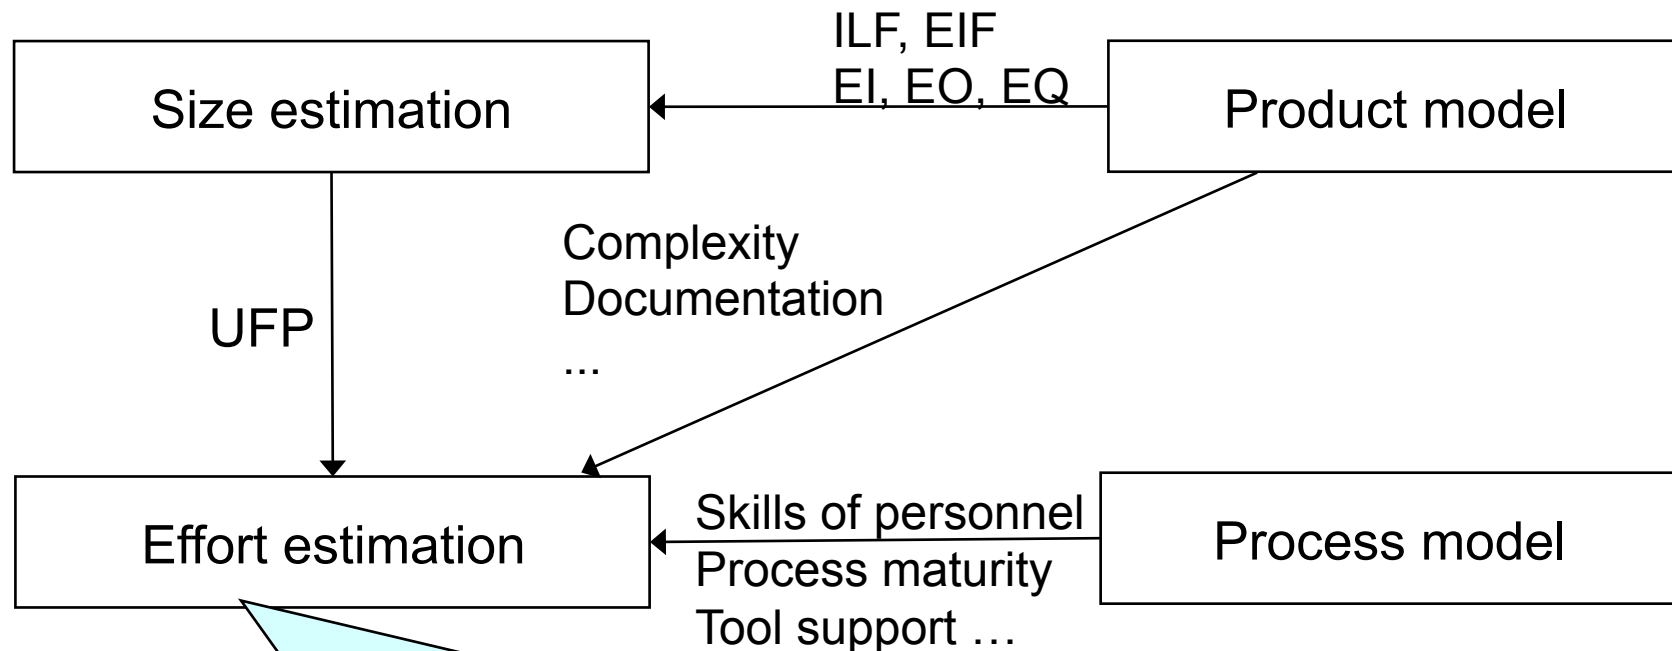 ILF, EIF
EI, EO, EQ
Size estimation
Product model
Complexity
Documentation
...
UFP
Effort estimation
Skills of personnel
Process maturity
Tool support …
Process model